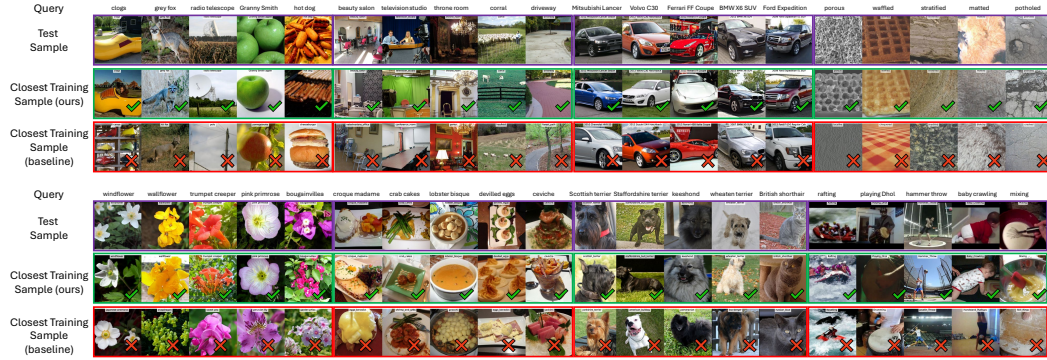 Query clogs grey fox radio telescope Granny Smith hot dog beauty salon television studio throne room corral driveway Mitsubishi Lancer Volvo C30 Ferrari FF Coupe BMW X6 SUV Ford Expedition porous waffled stratified matted potholed
Test
Sample
Closest Training
Sample (ours)
Closest Training
Sample
(baseline)
Query windflower wallflower trumpet creeper pink primrose bougainvillea croque madame crab cakes lobster bisque devilled eggs ceviche Scottish terrier Staffordshire terrier keeshond wheaten terrier British shorthair rafting playing Dhol hammer throw baby crawling mixing
Test
Sample
Closest Training
Sample (ours)
Closest Training
Sample
(baseline)